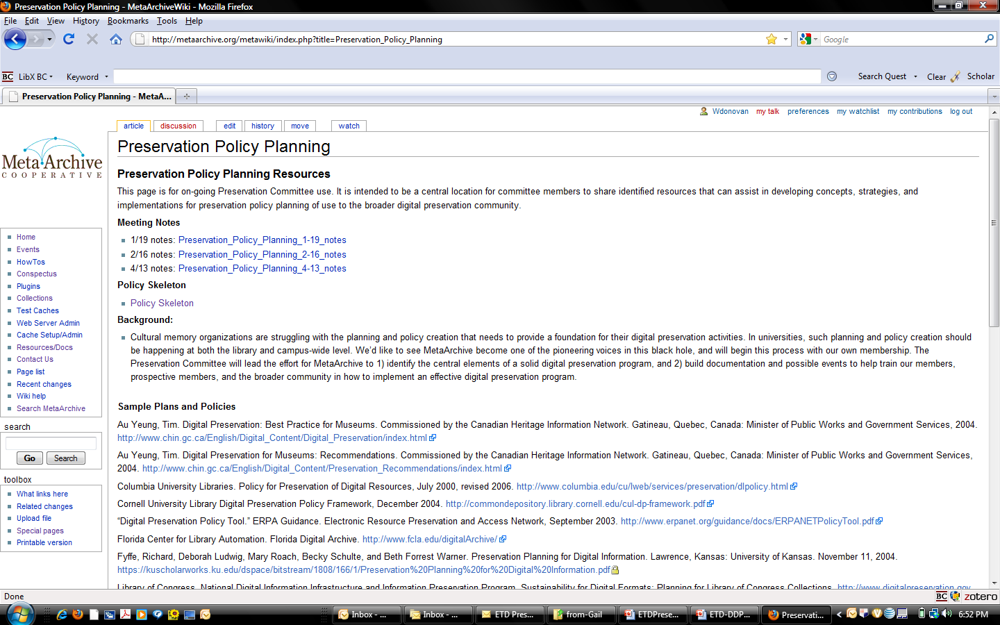 Preservation Policy Planning - MetaArchiveWiki - Mozilla Firefox
File Edit View History Bookmarks Tools Help
http://metaarchive.org/metawiki/index.php?title=Preservation_Policy_Planning
Google
BC LibX BC Keyword Search Quest Clear Scholar
Preservation Policy Planning - MetaA...
Wdonovan my talk preferences my watchlist my contributions log out
article discussion edit history move watch
MetaArchive
COOPERATIVE
Home
Events
HowTos
Conspectus
Plugins
Collections
Test Caches
Web Server Admin
Cache Setup/Admin
Resources/Docs
Contact Us
Page list
Recent changes
Wiki help
Search MetaArchive
search
Go Search
toolbox
What links here
Related changes
Upload file
Special pages
Printable version
Preservation Policy Planning
Preservation Policy Planning Resources
This page is for on-going Preservation Committee use. It is intended to be a central location for committee members to share identified resources that can assist in developing concepts, strategies, and
implementations for preservation policy planning of use to the broader digital preservation community.
Meeting Notes
1/19 notes: Preservation_Policy_Planning_1-19_notes
2/16 notes: Preservation_Policy_Planning_2-16_notes
4/13 notes: Preservation_Policy_Planning_4-13_notes
Policy Skeleton
Policy Skeleton
Background:
Cultural memory organizations are struggling with the planning and policy creation that needs to provide a foundation for their digital preservation activities. In universities, such planning and policy creation should
be happening at both the library and campus-wide level. We'd like to see MetaArchive become one of the pioneering voices in this black hole, and will begin this process with our own membership. The
Preservation Committee will lead the effort for MetaArchive to 1) identify the central elements of a solid digital preservation program, and 2) build documentation and possible events to help train our members,
prospective members, and the broader community in how to implement an effective digital preservation program.
Sample Plans and Policies
Au Yeung, Tim. Digital Preservation: Best Practice for Museums. Commissioned by the Canadian Heritage Information Network. Gatineau, Quebec, Canada: Minister of Public Works and Government Services, 2004.
http://www.chin.gc.ca/English/Digital_Content/Digital_Preservation/index.html
Au Yeung, Tim. Digital Preservation for Museums: Recommendations. Commissioned by the Canadian Heritage Information Network. Gatineau, Quebec, Canada: Minister of Public Works and Government Services,
2004. http://www.chin.gc.ca/English/Digital_Content/Preservation_Recommendations/index.html
Columbia University Libraries. Policy for Preservation of Digital Resources, July 2000, revised 2006. http://www.columbia.edu/cu/lweb/services/preservation/dlpolicy.html
Cornell University Library Digital Preservation Policy Framework, December 2004. http://commondepository.library.cornell.edu/cul-dp-framework.pdf
“Digital Preservation Policy Tool.” ERPA Guidance. Electronic Resource Preservation and Access Network, September 2003. http://www.erpanet.org/guidance/docs/ERPANETPolicyTool.pdf
Florida Center for Library Automation. Florida Digital Archive. http://www.fcla.edu/digitalArchive/
Fyffe, Richard, Deborah Ludwig, Mary Roach, Becky Schulte, and Beth Forrest Warner. Preservation Planning for Digital Information. Lawrence, Kansas: University of Kansas. November 11, 2004.
https://kuscholarworks.ku.edu/dspace/bitstream/1808/166/1/Preservation%20Planning%20for%20Digital%20Information.pdf
Library of Congress. National Digital Information Infrastructure and Information Preservation Program. Sustainability for Digital Formats: Planning for Library of Congress Collections. http://www.digitalpreservation.gov
Done BC zotero
Inbox - ... Inbox - ... ETD Pres... from-Gail ETDPrese... ETD-DDP... Preservati... 6:52 PM